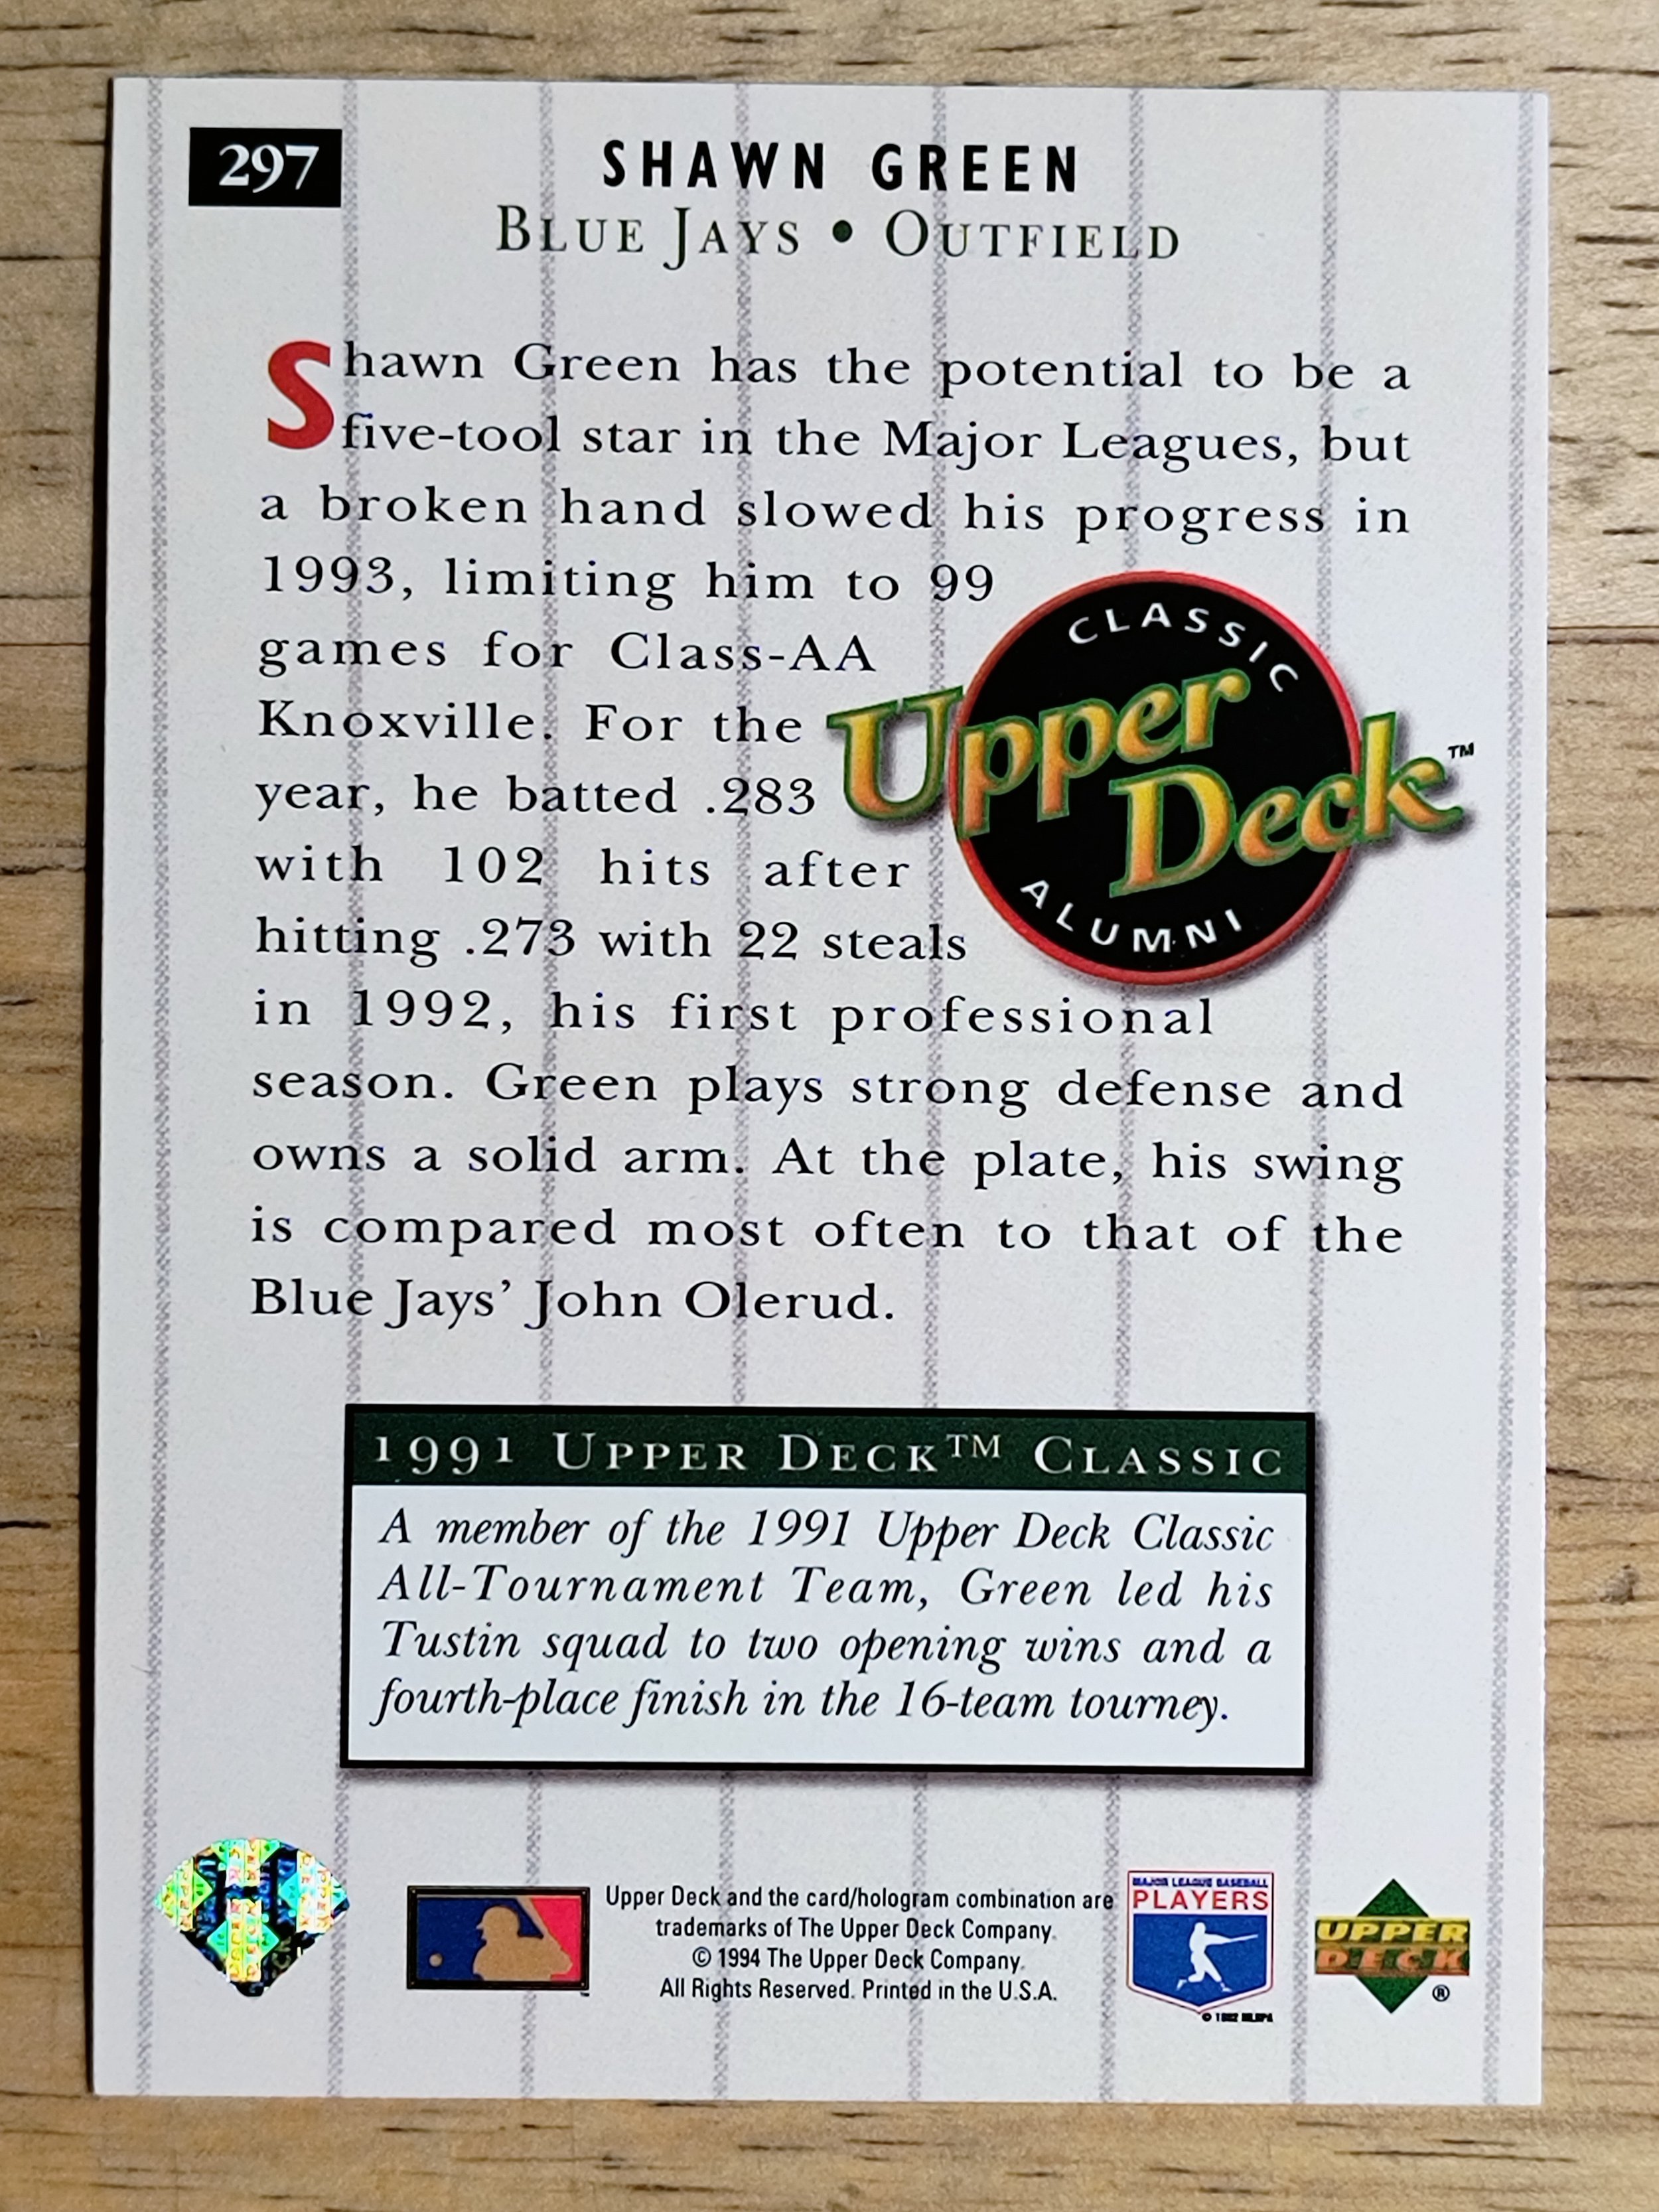 297
SHAWN GREEN
BLUE JAYS • OUTFIELD
Shawn Green has the potential to be a
five-tool star in the Major Leagues, but
a broken hand slowed his progress in
1993, limiting him to 99
games for Class-AA
Knoxville. For the
year, he batted .283
with 102 hits after
hitting .273 with 22 steals
in 1992, his first professional
season. Green plays strong defense and
owns a solid arm. At the plate, his swing
is compared most often to that of the
Blue Jays' John Olerud.
CLASSIC
Upper
Deck™
ALUMNI
1991 UPPER DECK™ CLASSIC
A member of the 1991 Upper Deck Classic
All-Tournament Team, Green led his
Tustin squad to two opening wins and a
fourth-place finish in the 16-team tourney.
Upper Deck and the card/hologram combination are
trademarks of The Upper Deck Company.
© 1994 The Upper Deck Company.
All Rights Reserved. Printed in the U.S.A.
MAJOR LEAGUE BASEBALL
PLAYERS
UPPER
DECK
®